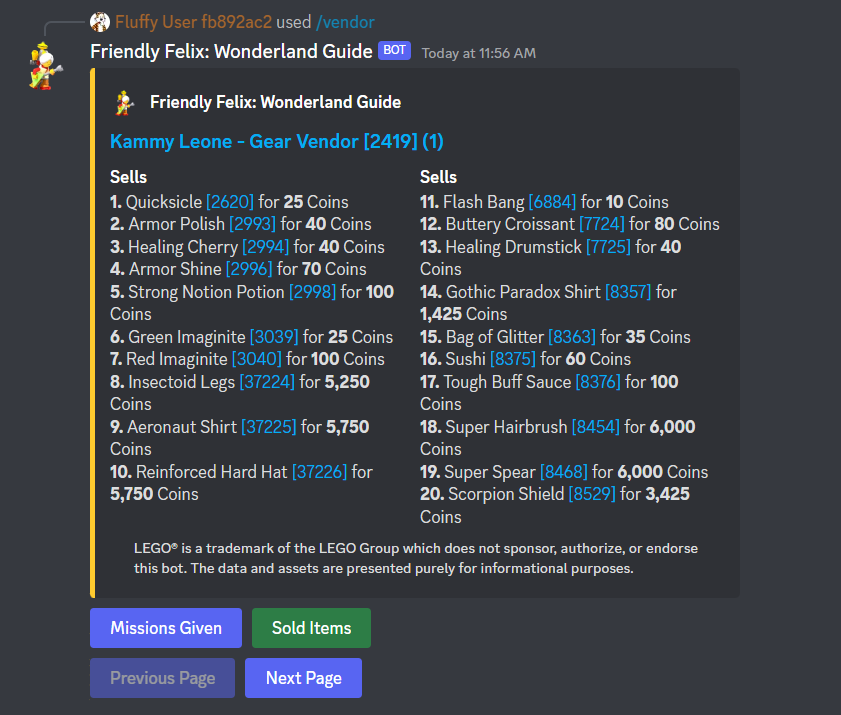 Fluffy User fb892ac2 used /vendor
Friendly Felix: Wonderland Guide BOT Today at 11:56 AM
Friendly Felix: Wonderland Guide
Kammy Leone - Gear Vendor [2419] (1)
Sells
1. Quicksicle [2620] for 25 Coins
2. Armor Polish [2993] for 40 Coins
3. Healing Cherry [2994] for 40 Coins
4. Armor Shine [2996] for 70 Coins
5. Strong Notion Potion [2998] for 100
Coins
6. Green Imaginite [3039] for 25 Coins
7. Red Imaginite [3040] for 100 Coins
8. Insectoid Legs [37224] for 5,250
Coins
9. Aeronaut Shirt [37225] for 5,750
Coins
10. Reinforced Hard Hat [37226] for
5,750 Coins
Sells
11. Flash Bang [6884] for 10 Coins
12. Buttery Croissant [7724] for 80 Coins
13. Healing Drumstick [7725] for 40
Coins
14. Gothic Paradox Shirt [8357] for
1,425 Coins
15. Bag of Glitter [8363] for 35 Coins
16. Sushi [8375] for 60 Coins
17. Tough Buff Sauce [8376] for 100
Coins
18. Super Hairbrush [8454] for 6,000
Coins
19. Super Spear [8468] for 6,000 Coins
20. Scorpion Shield [8529] for 3,425
Coins
LEGO® is a trademark of the LEGO Group which does not sponsor, authorize, or endorse
this bot. The data and assets are presented purely for informational purposes.
Missions Given
Sold Items
Previous Page
Next Page